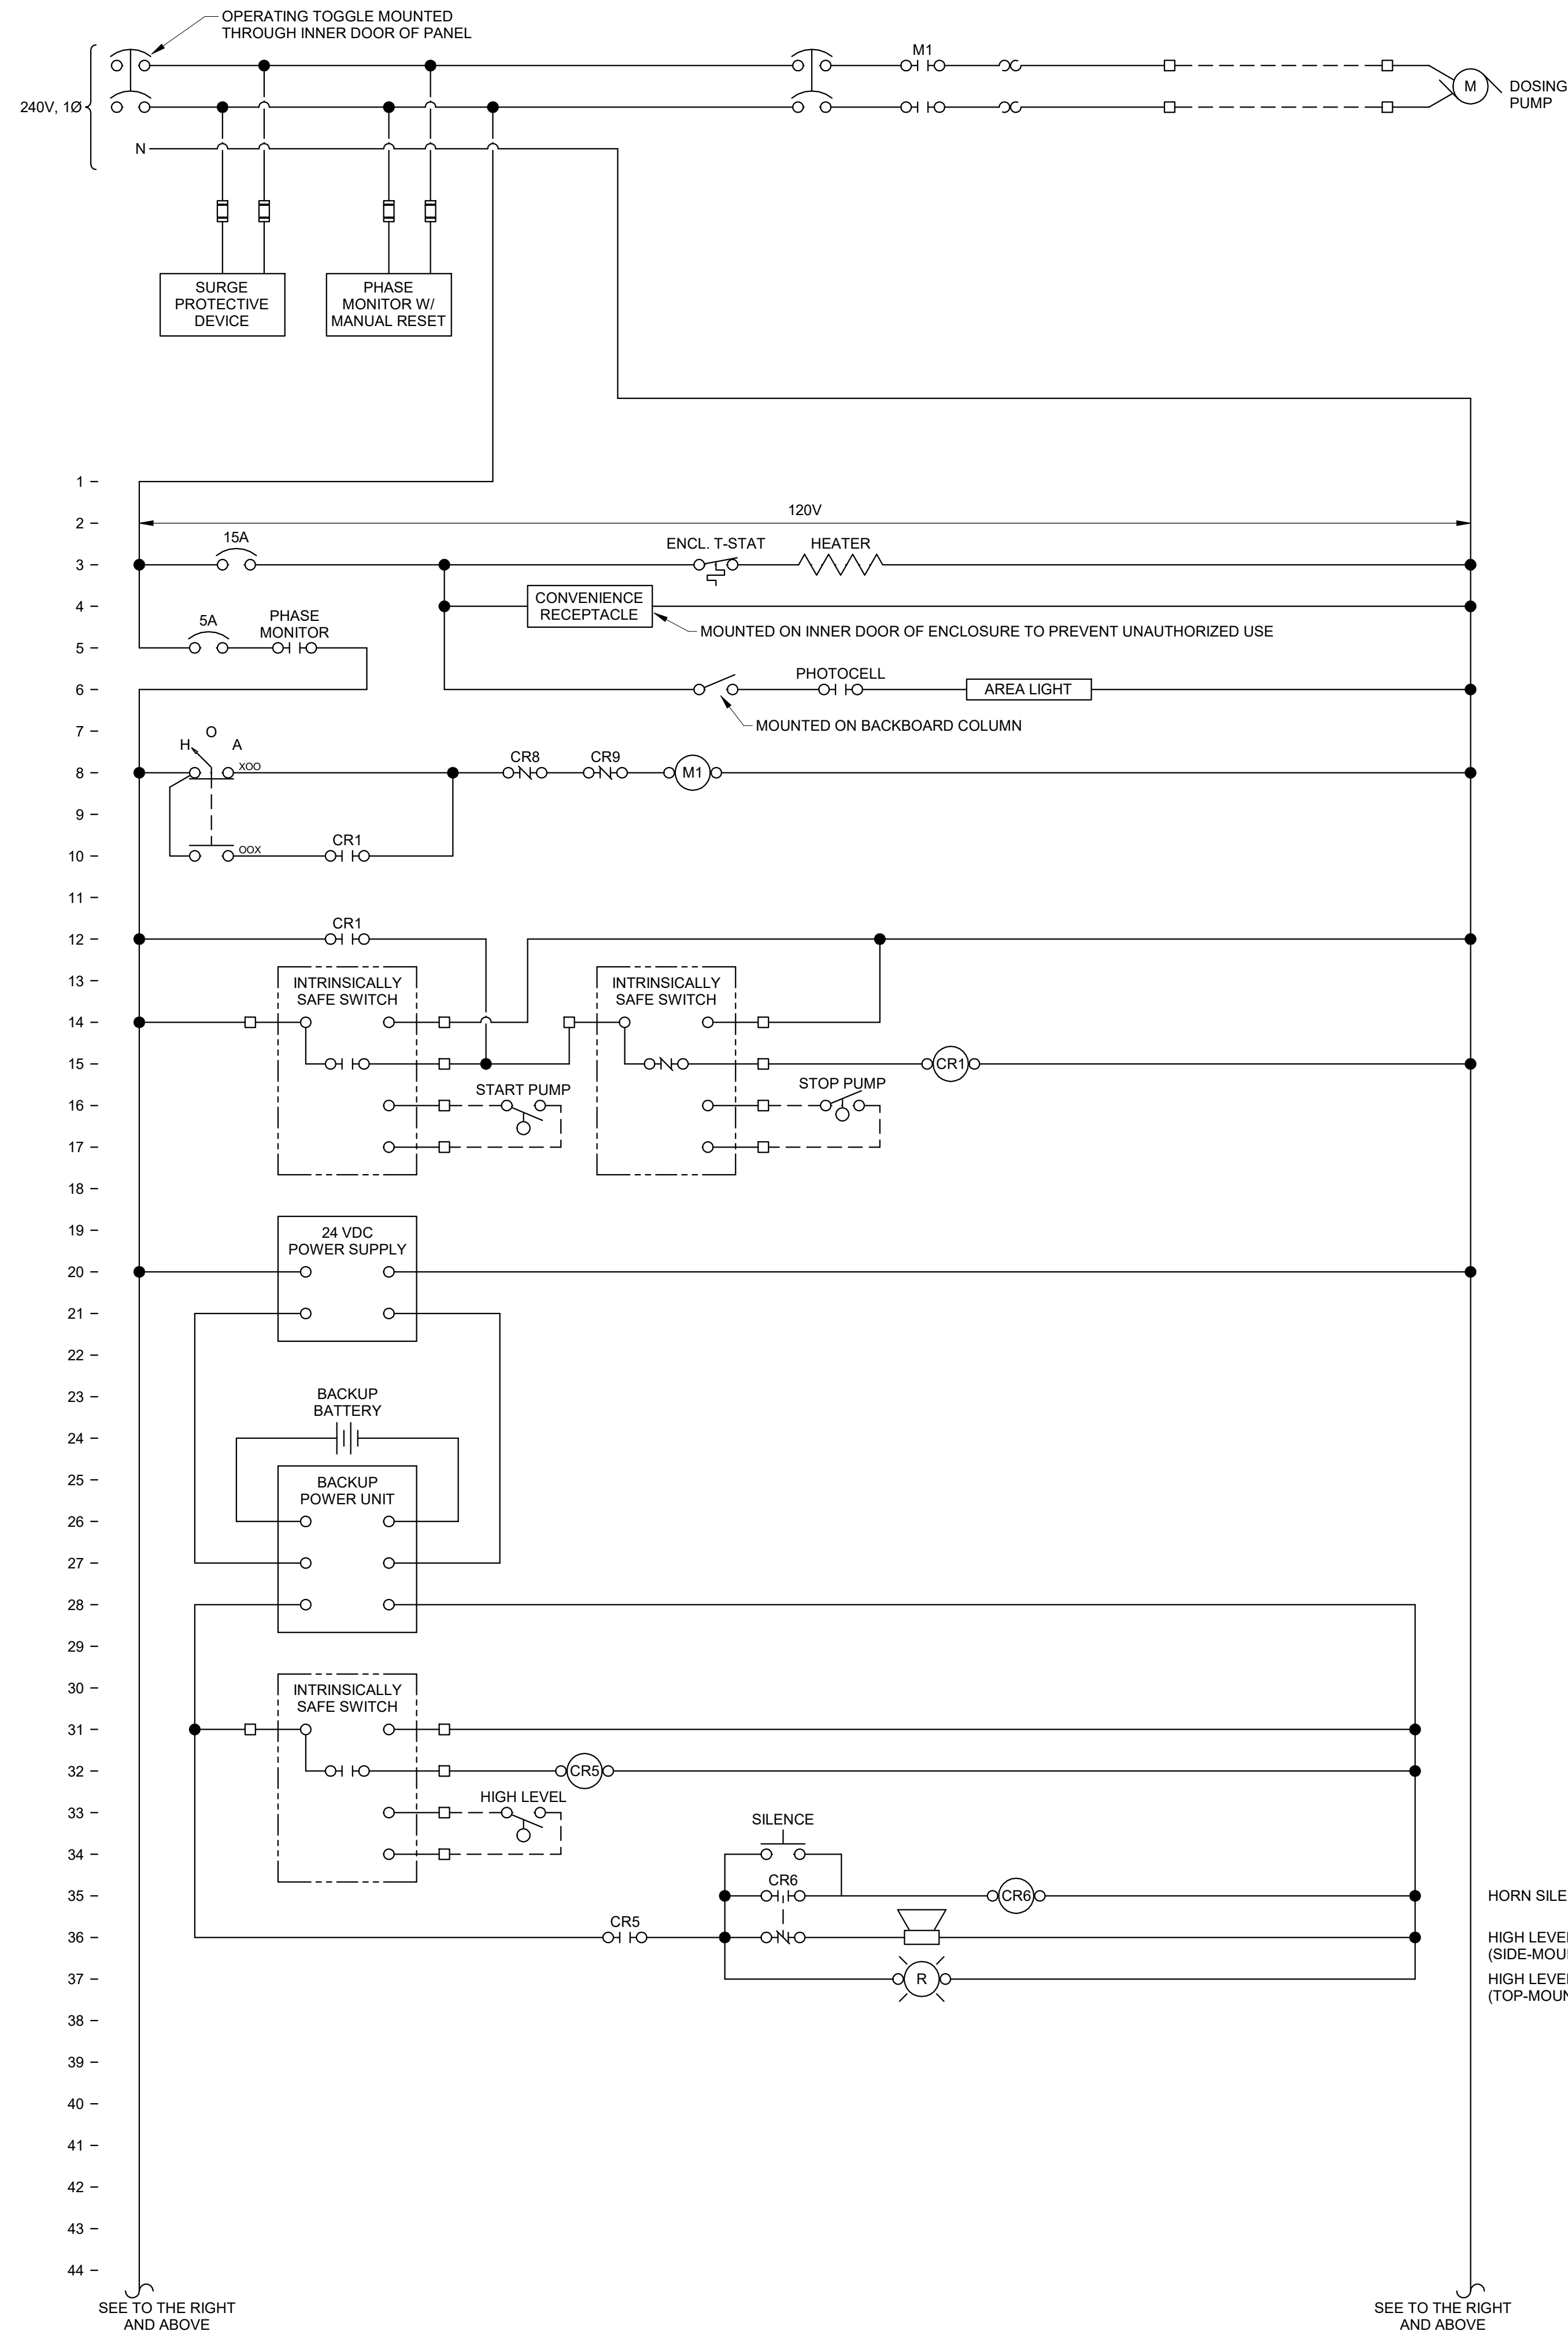 OPERATING TOGGLE MOUNTED
THROUGH INNER DOOR OF PANEL
M1
240V, 1Ø
M
DOSING
PUMP
N
SURGE
PROTECTIVE
DEVICE
PHASE
MONITOR W/
MANUAL RESET
1
2
120V
15A
ENCL. T-STAT
HEATER
3
4
CONVENIENCE
RECEPTACLE
MOUNTED ON INNER DOOR OF ENCLOSURE TO PREVENT UNAUTHORIZED USE
5A
PHASE
MONITOR
5
PHOTOCELL
6
AREA LIGHT
MOUNTED ON BACKBOARD COLUMN
7
H
O
A
XOO
CR8
CR9
8
M1
9
CR1
10
OOX
11
CR1
12
13
INTRINSICALLY
SAFE SWITCH
INTRINSICALLY
SAFE SWITCH
14
15
CR1
START PUMP
STOP PUMP
16
17
18
19
24 VDC
POWER SUPPLY
20
21
22
23
BACKUP
BATTERY
24
25
BACKUP
POWER UNIT
26
27
28
29
30
INTRINSICALLY
SAFE SWITCH
31
32
CR5
33
HIGH LEVEL
SILENCE
34
CR6
35
CR6
HORN SILE
CR5
36
HIGH LEVE
(SIDE-MOU
37
R
HIGH LEVE
(TOP-MOUN
38
39
40
41
42
43
44
SEE TO THE RIGHT
AND ABOVE
SEE TO THE RIGHT
AND ABOVE